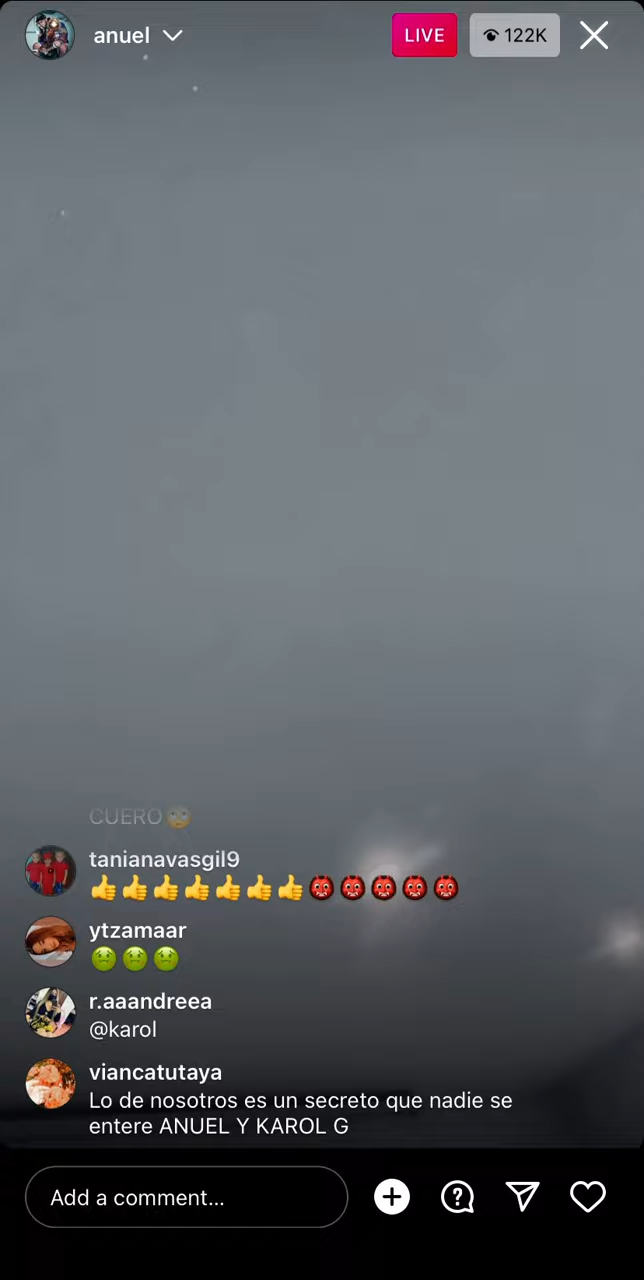 anuel
LIVE
122K
CUERO🙄
tanianavasgil9
👍👍👍👍👍👍👍👹👹👹👹👹
ytzamaar
🤢🤢🤢
r.aaandreea
@karol
viancatutaya
Lo de nosotros es un secreto que nadie se
entere ANUEL Y KAROL G
Add a comment...